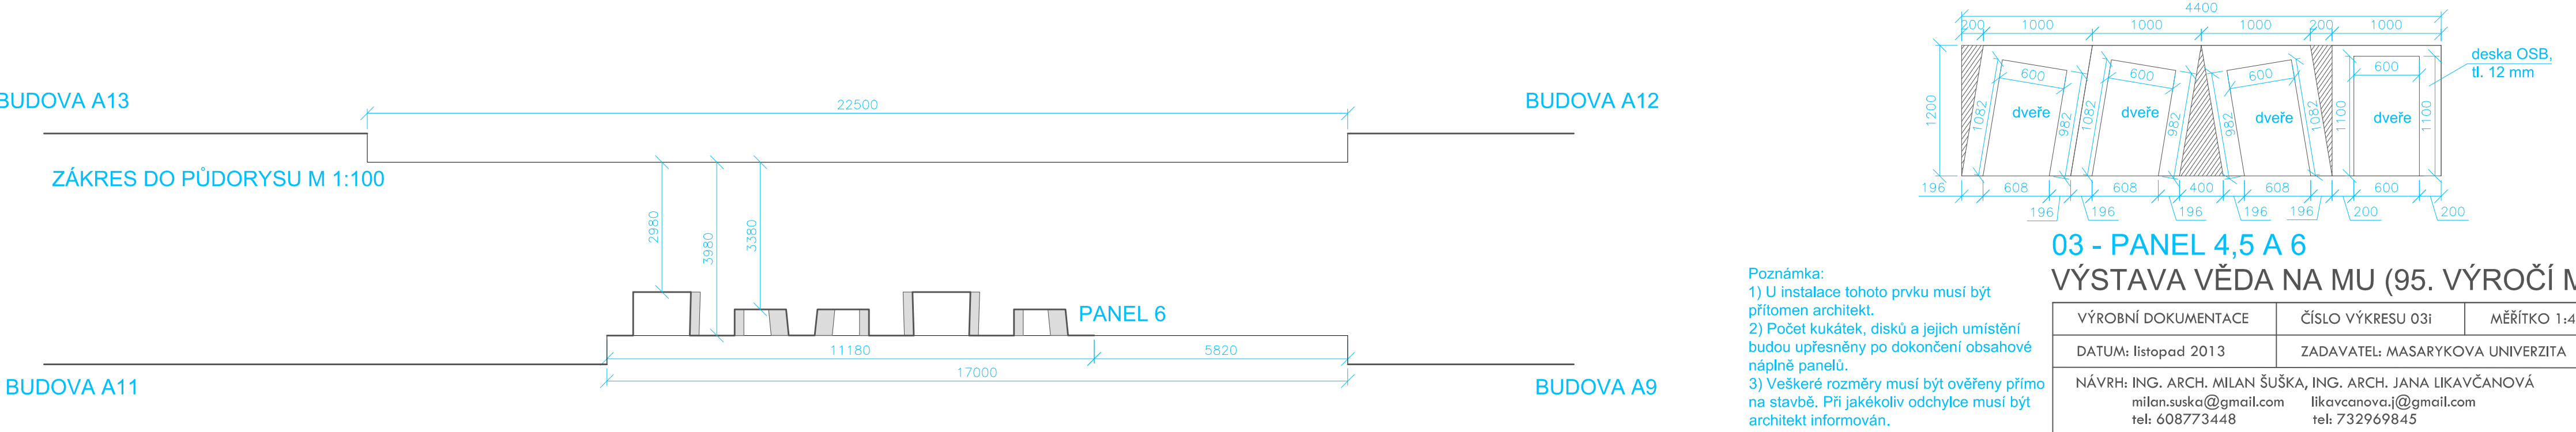 BUDOVA A13
22500
BUDOVA A12
ZÁKRES DO PŮDORYSU M 1:100
2980
3980
3380
PANEL 6
11180
5820
17000
BUDOVA A11
BUDOVA A9
4400
200
1000
1000
1000
200
1000
deska OSB,
tl. 12 mm
1200
600
600
600
600
1082
dveře
982
1082
dveře
982
982
dveře
1082
1100
dveře
1100
196
608
608
400
608
600
196
196
196
196
196
200
200
03 - PANEL 4,5 A 6
VÝSTAVA VĚDA NA MU (95. VÝROČÍ
Poznámka:
1) U instalace tohoto prvku musí být
přítomen architekt.
2) Počet kukátek, disků a jejich umístění
budou upřesněny po dokončení obsahové
náplně panelů.
3) Veškeré rozměry musí být ověřeny přímo
na stavbě. Při jakékoliv odchylce musí být
architekt informován.
VÝROBNÍ DOKUMENTACE
ČÍSLO VÝKRESU 03i
MĚŘÍTKO 1:4
DATUM: listopad 2013
ZADAVATEL: MASARYKOVA UNIVERZITA
NÁVRH: ING. ARCH. MILAN ŠUŠKA, ING. ARCH. JANA LIKAVČANOVÁ
milan.suska@gmail.com likavcanova.j@gmail.com
tel: 608773448 tel: 732969845